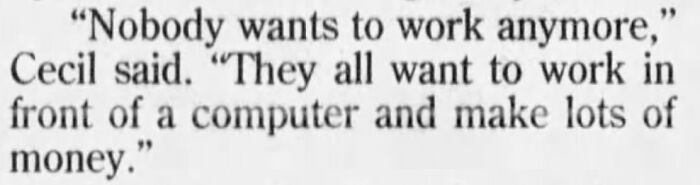 “Nobody wants to work anymore,”
Cecil said. “They all want to work in
front of a computer and make lots of
money.”